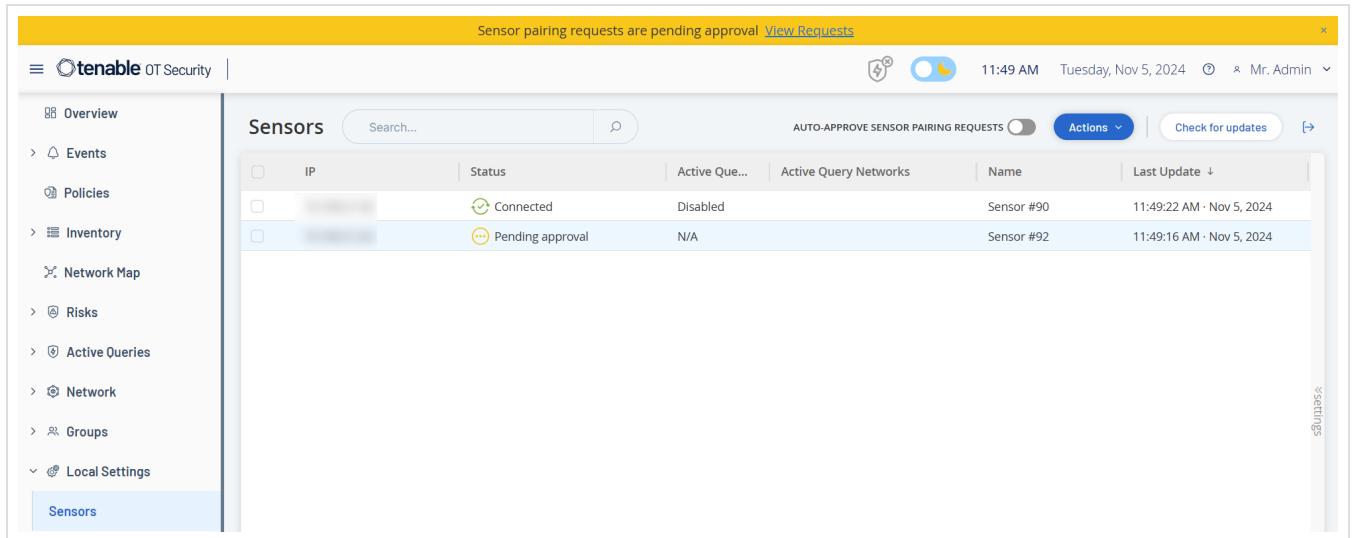 Sensor pairing requests are pending approval View Requests
tenable OT Security
11:49 AM Tuesday, Nov 5, 2024 Mr. Admin
Overview
Events
Policies
Inventory
Network Map
Risks
Active Queries
Network
Groups
Local Settings
Sensors
Sensors Search... AUTO-APPROVE SENSOR PAIRING REQUESTS Actions Check for updates
IP Status Active Que... Active Query Networks Name Last Update
Connected Disabled Sensor #90 11:49:22 AM · Nov 5, 2024
Pending approval N/A Sensor #92 11:49:16 AM · Nov 5, 2024
settings